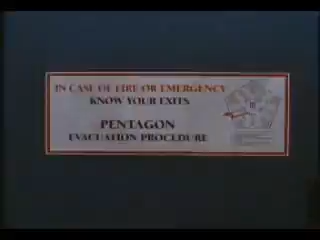 IN CASE OF FIRE OR EMERGENCY
KNOW YOUR EXITS
PENTAGON
EVACUATION PROCEDURE